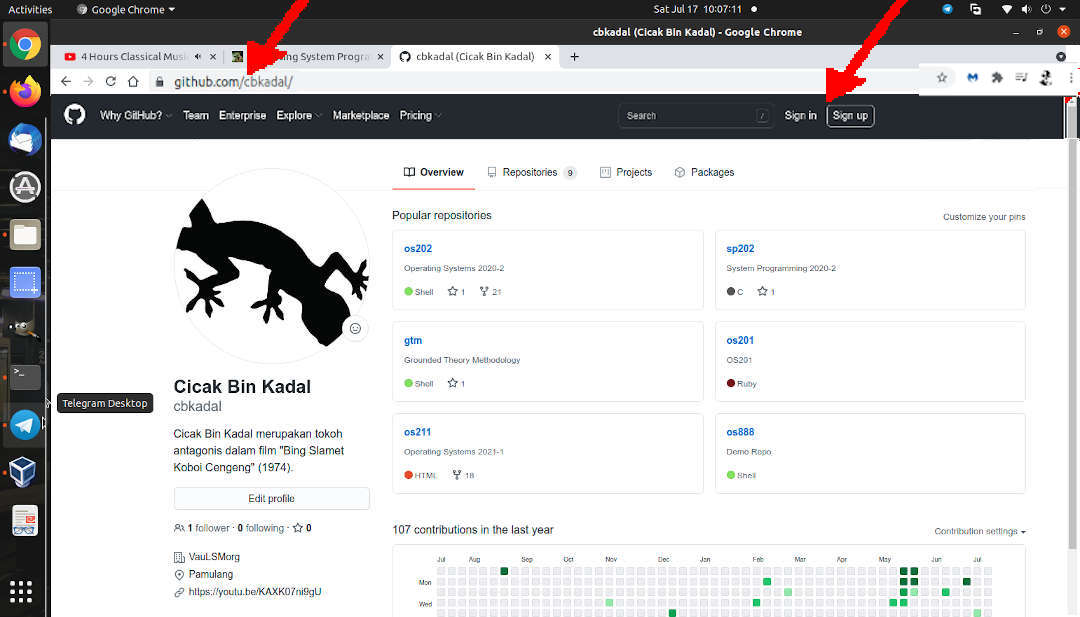 Activities
Google Chrome
Sat Jul 17 10:07:11
cbkadal (Cicak Bin Kadal) - Google Chrome
4 Hours Classical Musi
ing System Progra
cbkadal (Cicak Bin Kadal)
github.com/cbkadal/
Why GitHub?
Team
Enterprise
Explore
Marketplace
Pricing
Search
/
Sign in
Sign up
Overview
Repositories 9
Projects
Packages
Popular repositories
Customize your pins
os202
Operating Systems 2020-2
Shell 1 21
sp202
System Programming 2020-2
C 1
gtm
Grounded Theory Methodology
Shell 1
os201
OS201
Ruby
os211
Operating Systems 2021-1
HTML 18
os888
Demo Repo
Shell
Telegram Desktop
Cicak Bin Kadal
cbkadal
Cicak Bin Kadal merupakan tokoh
antagonis dalam film "Bing Slamet
Koboi Cengeng" (1974).
Edit profile
1 follower · 0 following · 0
VauLSMorg
Pamulang
https://youtu.be/KAXK07ni9gU
107 contributions in the last year
Contribution settings
Jul Aug Sep Oct Nov Dec Jan Feb Mar Apr May Jun Jul
Mon
Wed